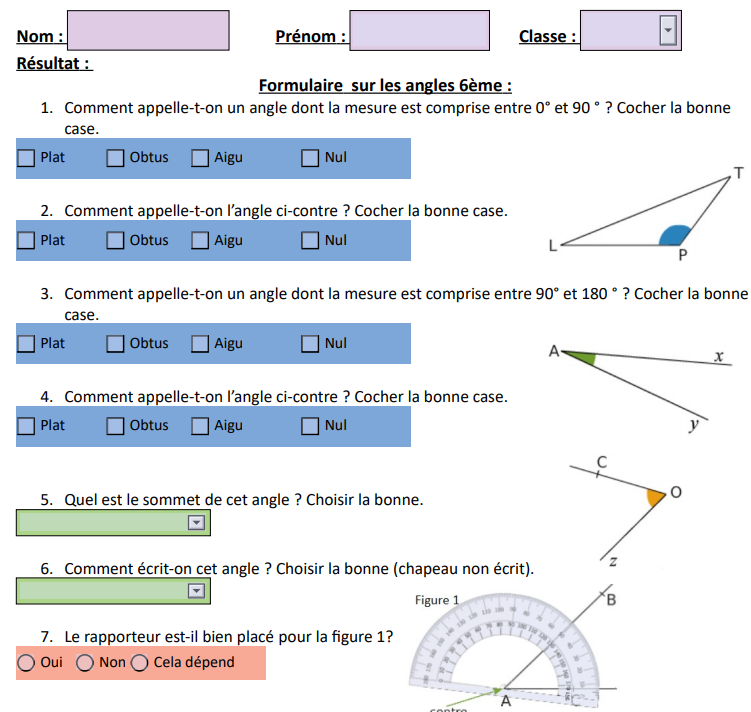 Nom :
Prénom :
Classe :
Résultat :
Formulaire sur les angles 6ème :
1. Comment appelle-t-on un angle dont la mesure est comprise entre 0° et 90 ° ? Cocher la bonne
case.
Plat Obtus Aigu Nul
T
2. Comment appelle-t-on l'angle ci-contre ? Cocher la bonne case.
Plat Obtus Aigu Nul
L
P
3. Comment appelle-t-on un angle dont la mesure est comprise entre 90° et 180 ° ? Cocher la bonne
case.
Plat Obtus Aigu Nul
A
x
4. Comment appelle-t-on l'angle ci-contre ? Cocher la bonne case.
Plat Obtus Aigu Nul
y
C
O
5. Quel est le sommet de cet angle ? Choisir la bonne.
z
6. Comment écrit-on cet angle ? Choisir la bonne (chapeau non écrit).
Figure 1
B
7. Le rapporteur est-il bien placé pour la figure 1?
Oui Non Cela dépend
A
centre